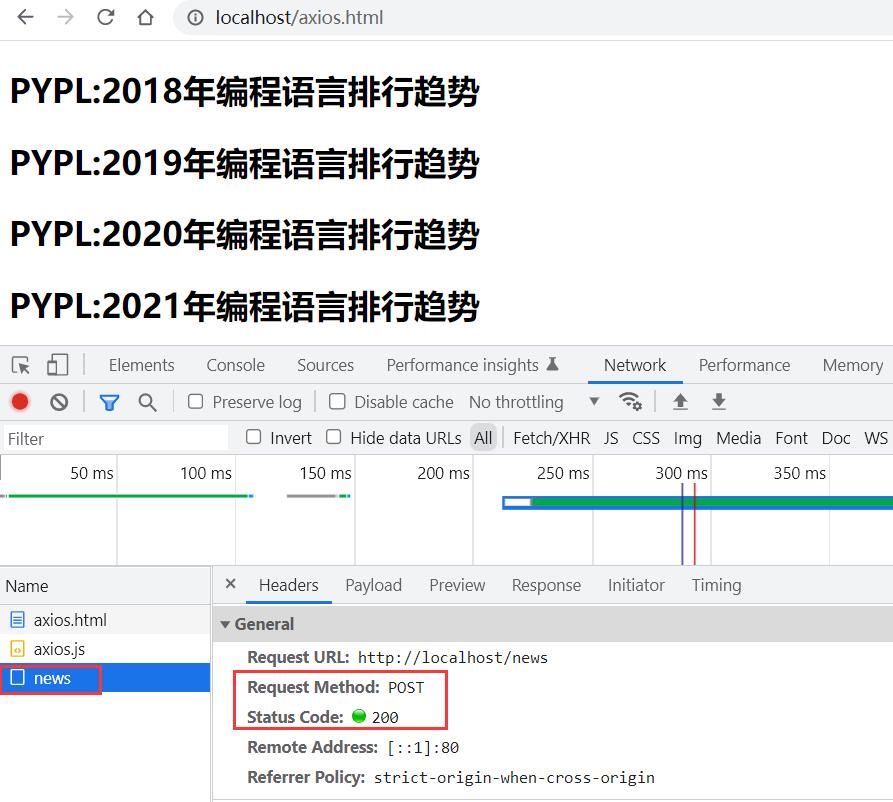 localhost/axios.html
PYPL:2018年编程语言排行趋势
PYPL:2019年编程语言排行趋势
PYPL:2020年编程语言排行趋势
PYPL:2021年编程语言排行趋势
Elements Console Sources Performance insights Network Performance Memory
Preserve log Disable cache No throttling
Filter Invert Hide data URLs All Fetch/XHR JS CSS Img Media Font Doc WS
50 ms 100 ms 150 ms 200 ms 250 ms 300 ms 350 ms
Name Headers Payload Preview Response Initiator Timing
axios.html General
axios.js Request URL: http://localhost/news
news Request Method: POST
Status Code: 200
Remote Address: [::1]:80
Referrer Policy: strict-origin-when-cross-origin